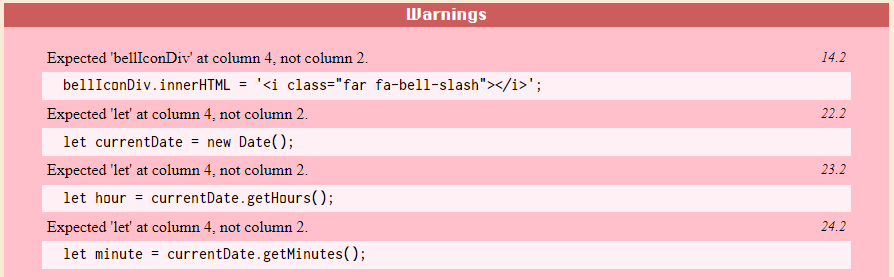 Warnings
Expected 'bellIconDiv' at column 4, not column 2. 14.2
bellIconDiv.innerHTML = '<i class="far fa-bell-slash"></i>';
Expected 'let' at column 4, not column 2. 22.2
let currentDate = new Date();
Expected 'let' at column 4, not column 2. 23.2
let hour = currentDate.getHours();
Expected 'let' at column 4, not column 2. 24.2
let minute = currentDate.getMinutes();